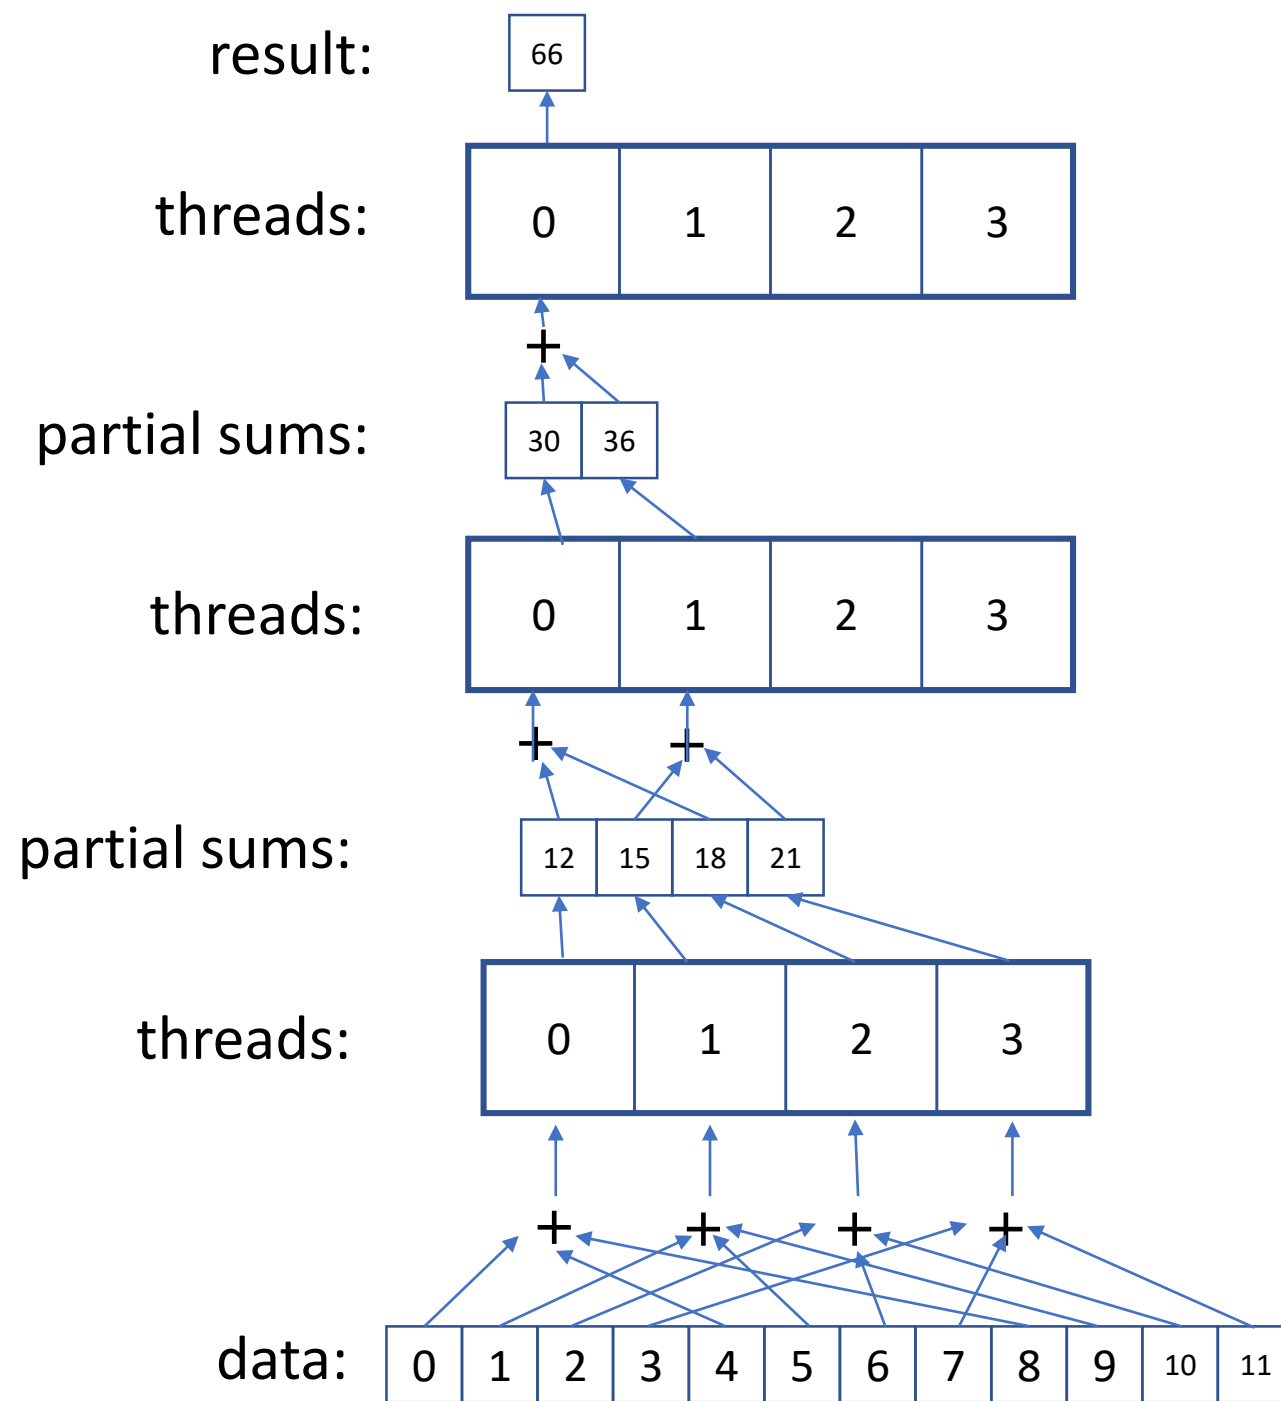 result: 66
threads: 0 1 2 3
+
partial sums: 30 36
threads: 0 1 2 3
+ +
partial sums: 12 15 18 21
threads: 0 1 2 3
+ + + +
data: 0 1 2 3 4 5 6 7 8 9 10 11